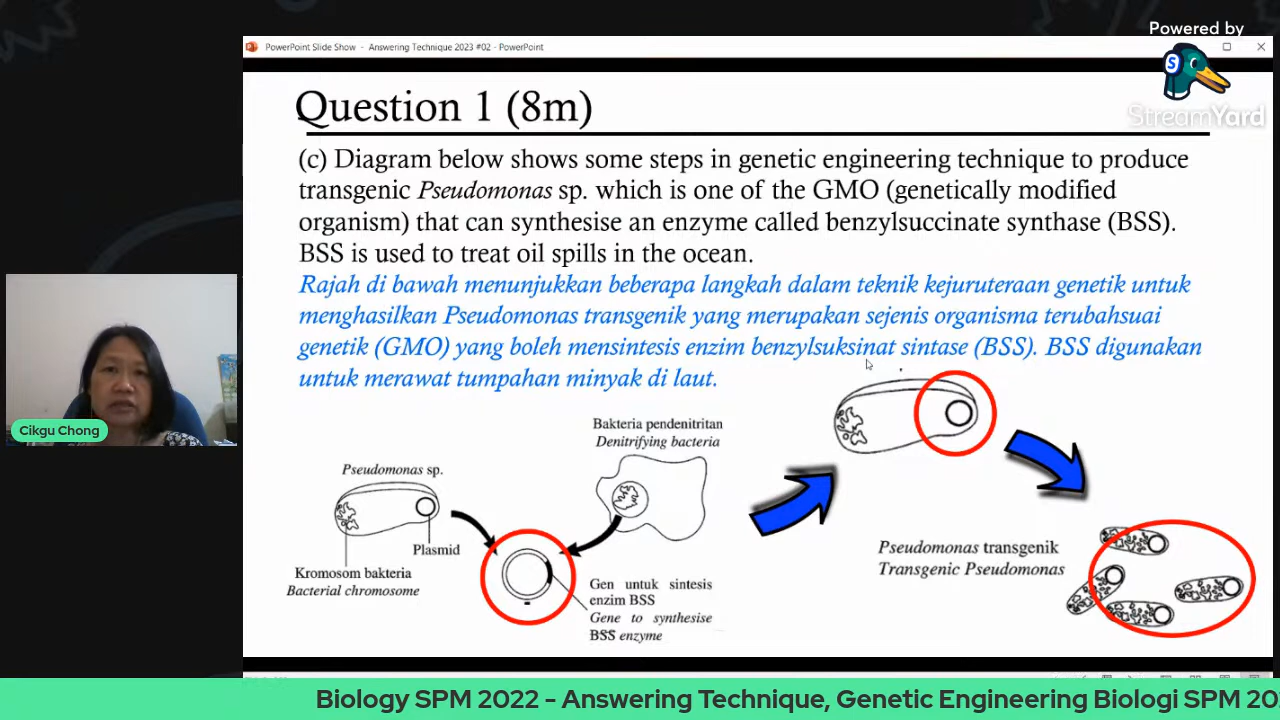 Powered by
StreamYard
PowerPoint Slide Show - Answering Technique 2023 #02 - PowerPoint
Question 1 (8m)
(c) Diagram below shows some steps in genetic engineering technique to produce
transgenic Pseudomonas sp. which is one of the GMO (genetically modified
organism) that can synthesise an enzyme called benzylsuccinate synthase (BSS).
BSS is used to treat oil spills in the ocean.
Rajah di bawah menunjukkan beberapa langkah dalam teknik kejuruteraan genetik untuk
menghasilkan Pseudomonas transgenik yang merupakan sejenis organisma terubahsuai
genetik (GMO) yang boleh mensintesis enzim benzylsuksinat sintase (BSS). BSS digunakan
untuk merawat tumpahan minyak di laut.
Cikgu Chong
Bakteria pendenitritan
Denitrifying bacteria
Pseudomonas sp.
Plasmid
Kromosom bakteria
Bacterial chromosome
Gen untuk sintesis
enzim BSS
Gene to synthesise
BSS enzyme
Pseudomonas transgenik
Transgenic Pseudomonas
Biology SPM 2022 - Answering Technique, Genetic Engineering Biologi SPM 20